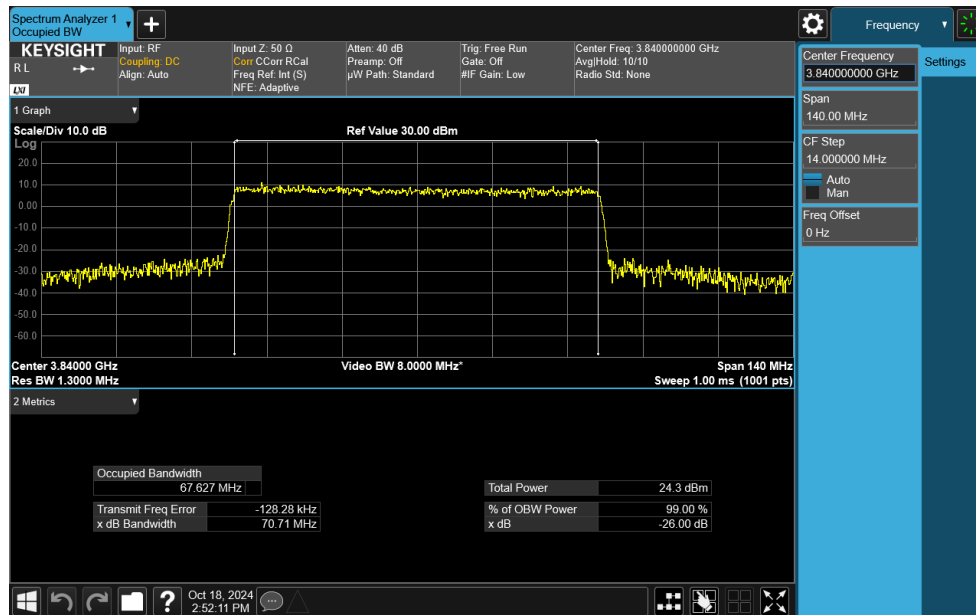 Spectrum Analyzer 1
Occupied BW
Frequency
KEYSIGHT
R L
LXI
Input: RF
Coupling: DC
Align: Auto
Input Z: 50 Ω
Corr CCorr RCal
Freq Ref: Int (S)
NFE: Adaptive
Atten: 40 dB
Preamp: Off
µW Path: Standard
Trig: Free Run
Gate: Off
#IF Gain: Low
Center Freq: 3.840000000 GHz
Avg|Hold: 10/10
Radio Std: None
Center Frequency
3.840000000 GHz
Settings
Span
140.00 MHz
CF Step
14.000000 MHz
Auto
Man
Freq Offset
0 Hz
1 Graph
Scale/Div 10.0 dB
Ref Value 30.00 dBm
Log
20.0
10.0
0.00
-10.0
-20.0
-30.0
-40.0
-50.0
-60.0
Center 3.84000 GHz
Video BW 8.0000 MHz*
Span 140 MHz
Res BW 1.3000 MHz
Sweep 1.00 ms (1001 pts)
2 Metrics
Occupied Bandwidth
67.627 MHz
Total Power 24.3 dBm
Transmit Freq Error -128.28 kHz
% of OBW Power 99.00 %
x dB Bandwidth 70.71 MHz
x dB -26.00 dB
Oct 18, 2024
2:52:11 PM